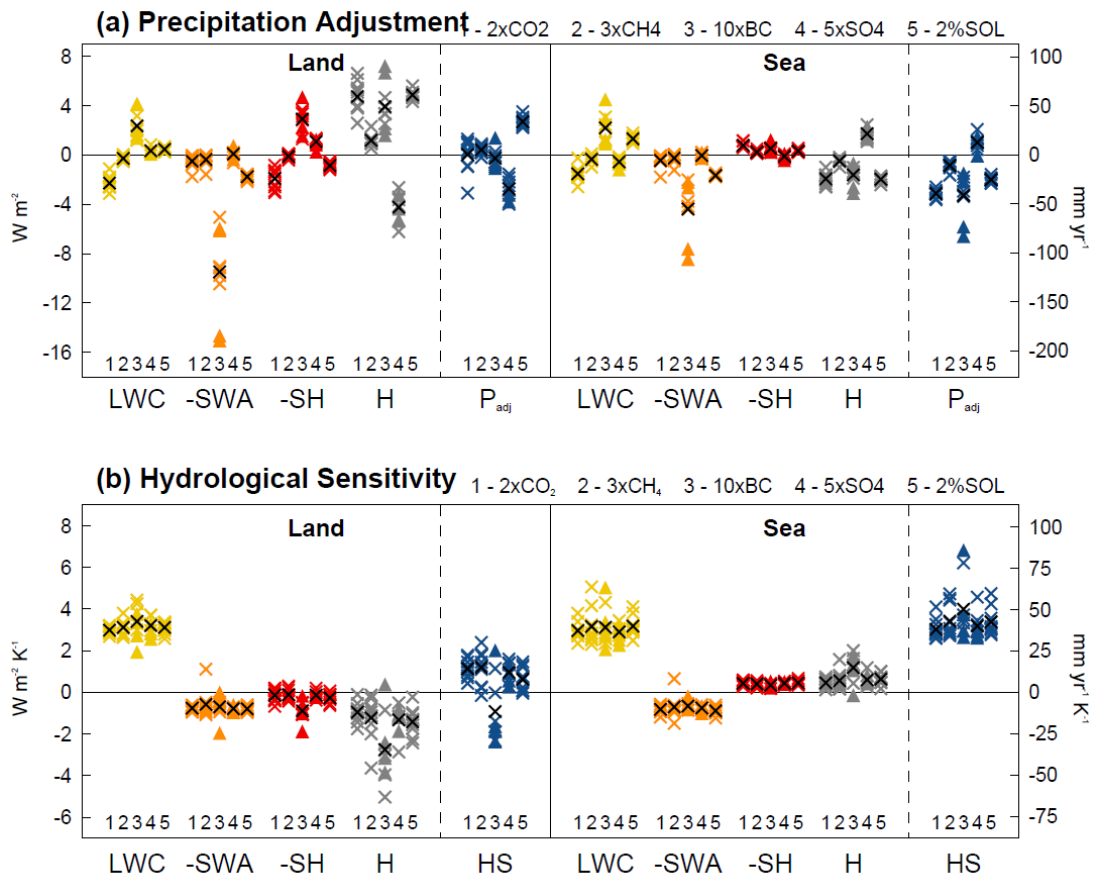 (a) Precipitation Adjustment
1 - 2xCO2 2 - 3xCH4 3 - 10xBC 4 - 5xSO4 5 - 2%SOL
Land Sea
8 100
4 50
0 0
-4 -50
-8 -100
-12 -150
-16 -200
W m⁻²
mm yr⁻¹
12345 12345 12345 12345 12345 12345 12345 12345 12345 12345
LWC -SWA -SH H P_adj LWC -SWA -SH H P_adj
(b) Hydrological Sensitivity
1 - 2xCO₂ 2 - 3xCH₄ 3 - 10xBC 4 - 5xSO4 5 - 2%SOL
Land Sea
8 100
6 75
4 50
2 25
0 0
-2 -25
-4 -50
-6 -75
W m⁻² K⁻¹
mm yr⁻¹ K⁻¹
12345 12345 12345 12345 12345 12345 12345 12345 12345 12345
LWC -SWA -SH H HS LWC -SWA -SH H HS